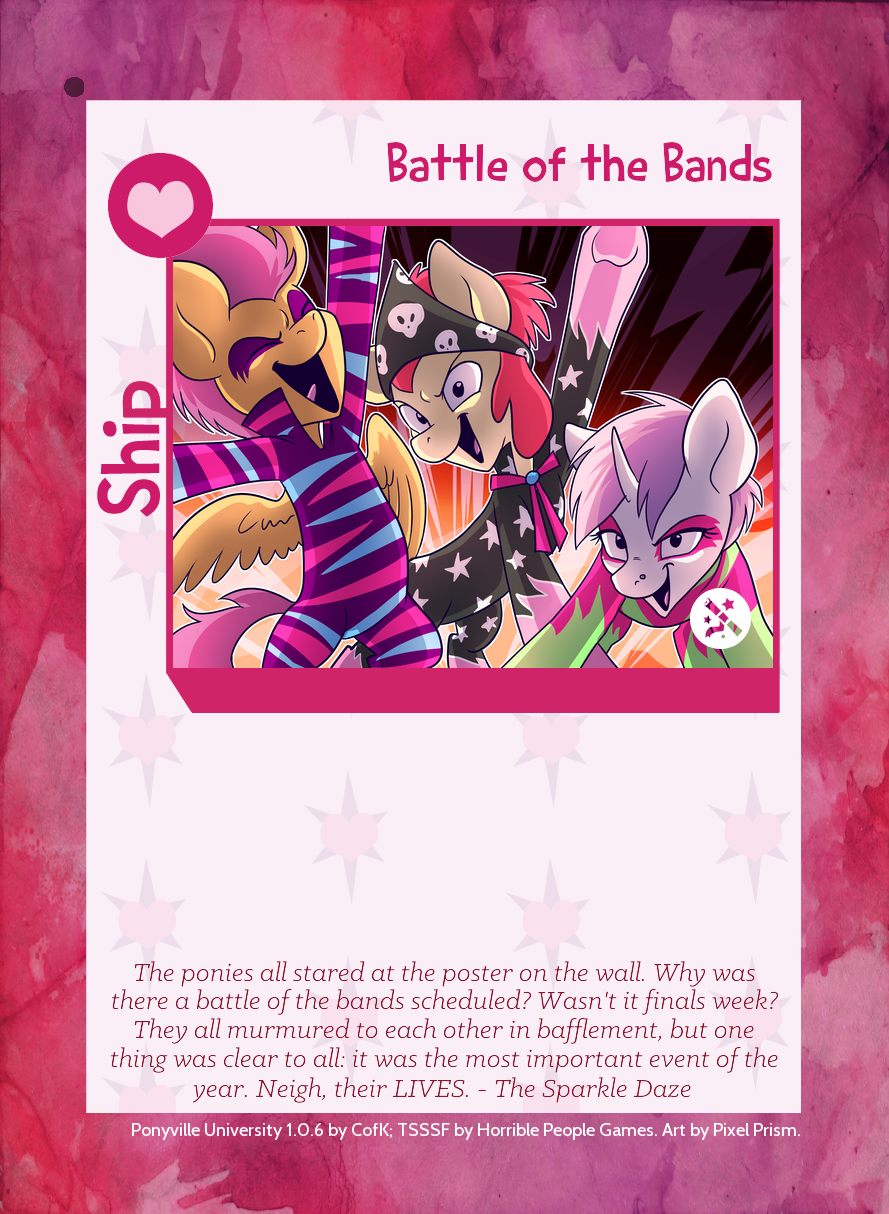 Battle of the Bands
Ship
The ponies all stared at the poster on the wall. Why was
there a battle of the bands scheduled? Wasn't it finals week?
They all murmured to each other in bafflement, but one
thing was clear to all: it was the most important event of the
year. Neigh, their LIVES. - The Sparkle Daze
Ponyville University 1.0.6 by CofK; TSSSF by Horrible People Games. Art by Pixel Prism.